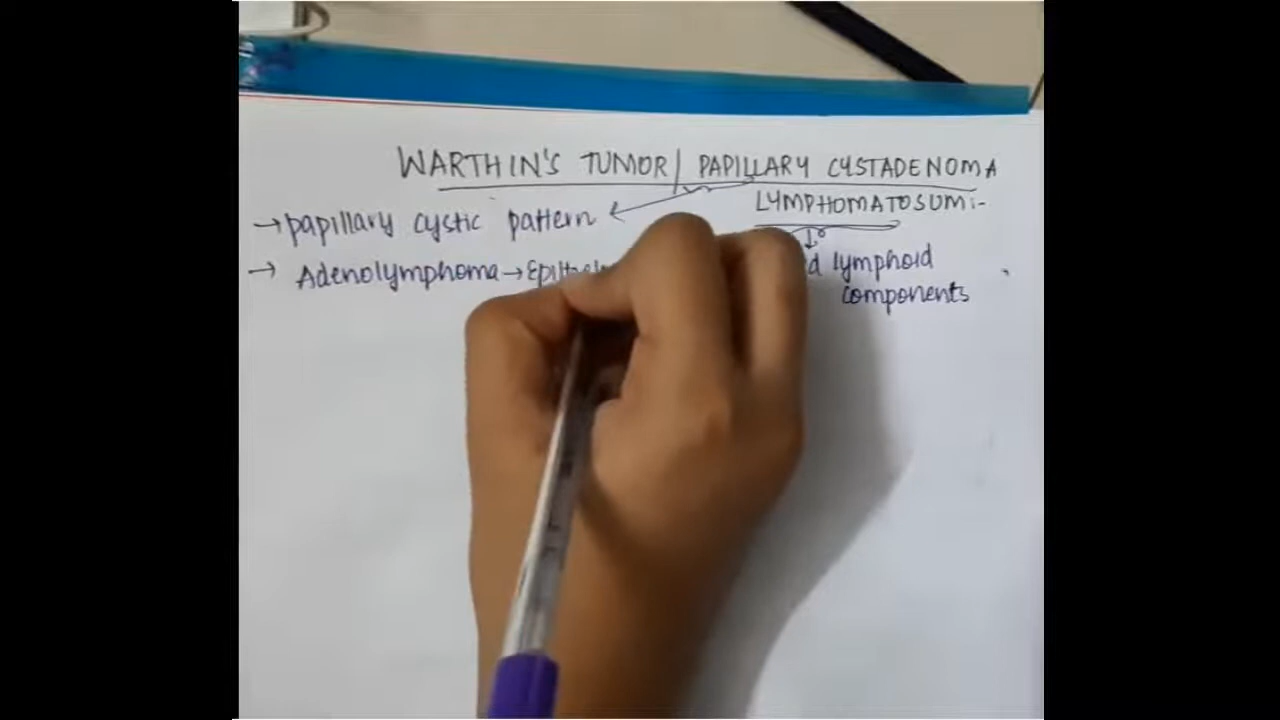 WARTHIN'S TUMOR/ PAPILLARY CYSTADENOMA
LYMPHOMATOSUM:-
→ papillary cystic pattern
→ Adenolymphoma → lymphoid
components